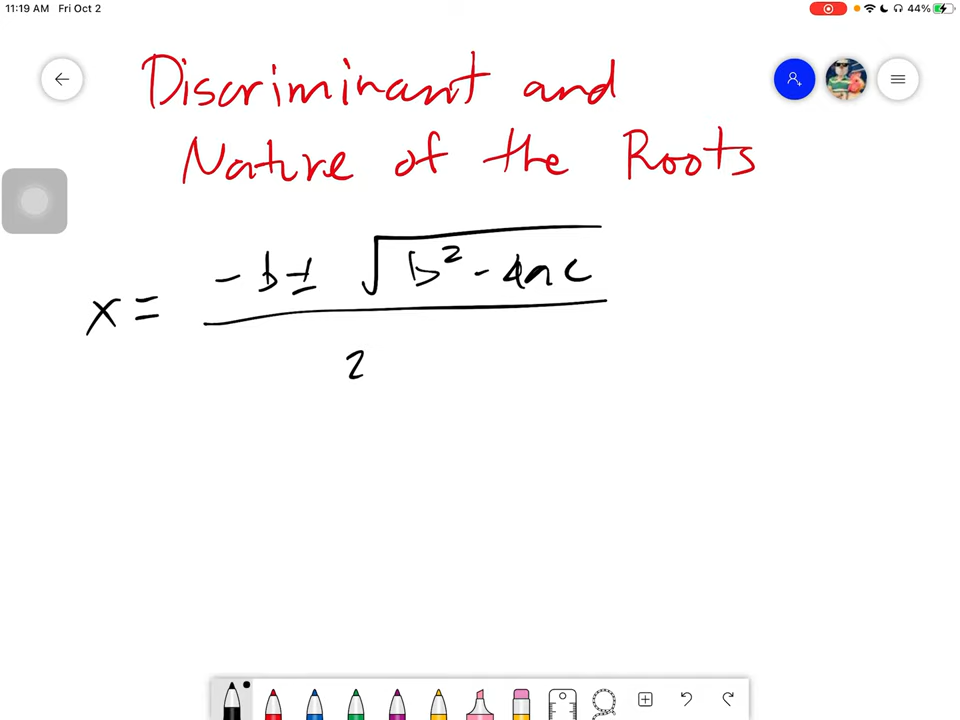 11:19 AM Fri Oct 2
44%
Discriminant and
Nature of the Roots
x = -b ± √b² - 4ac
2